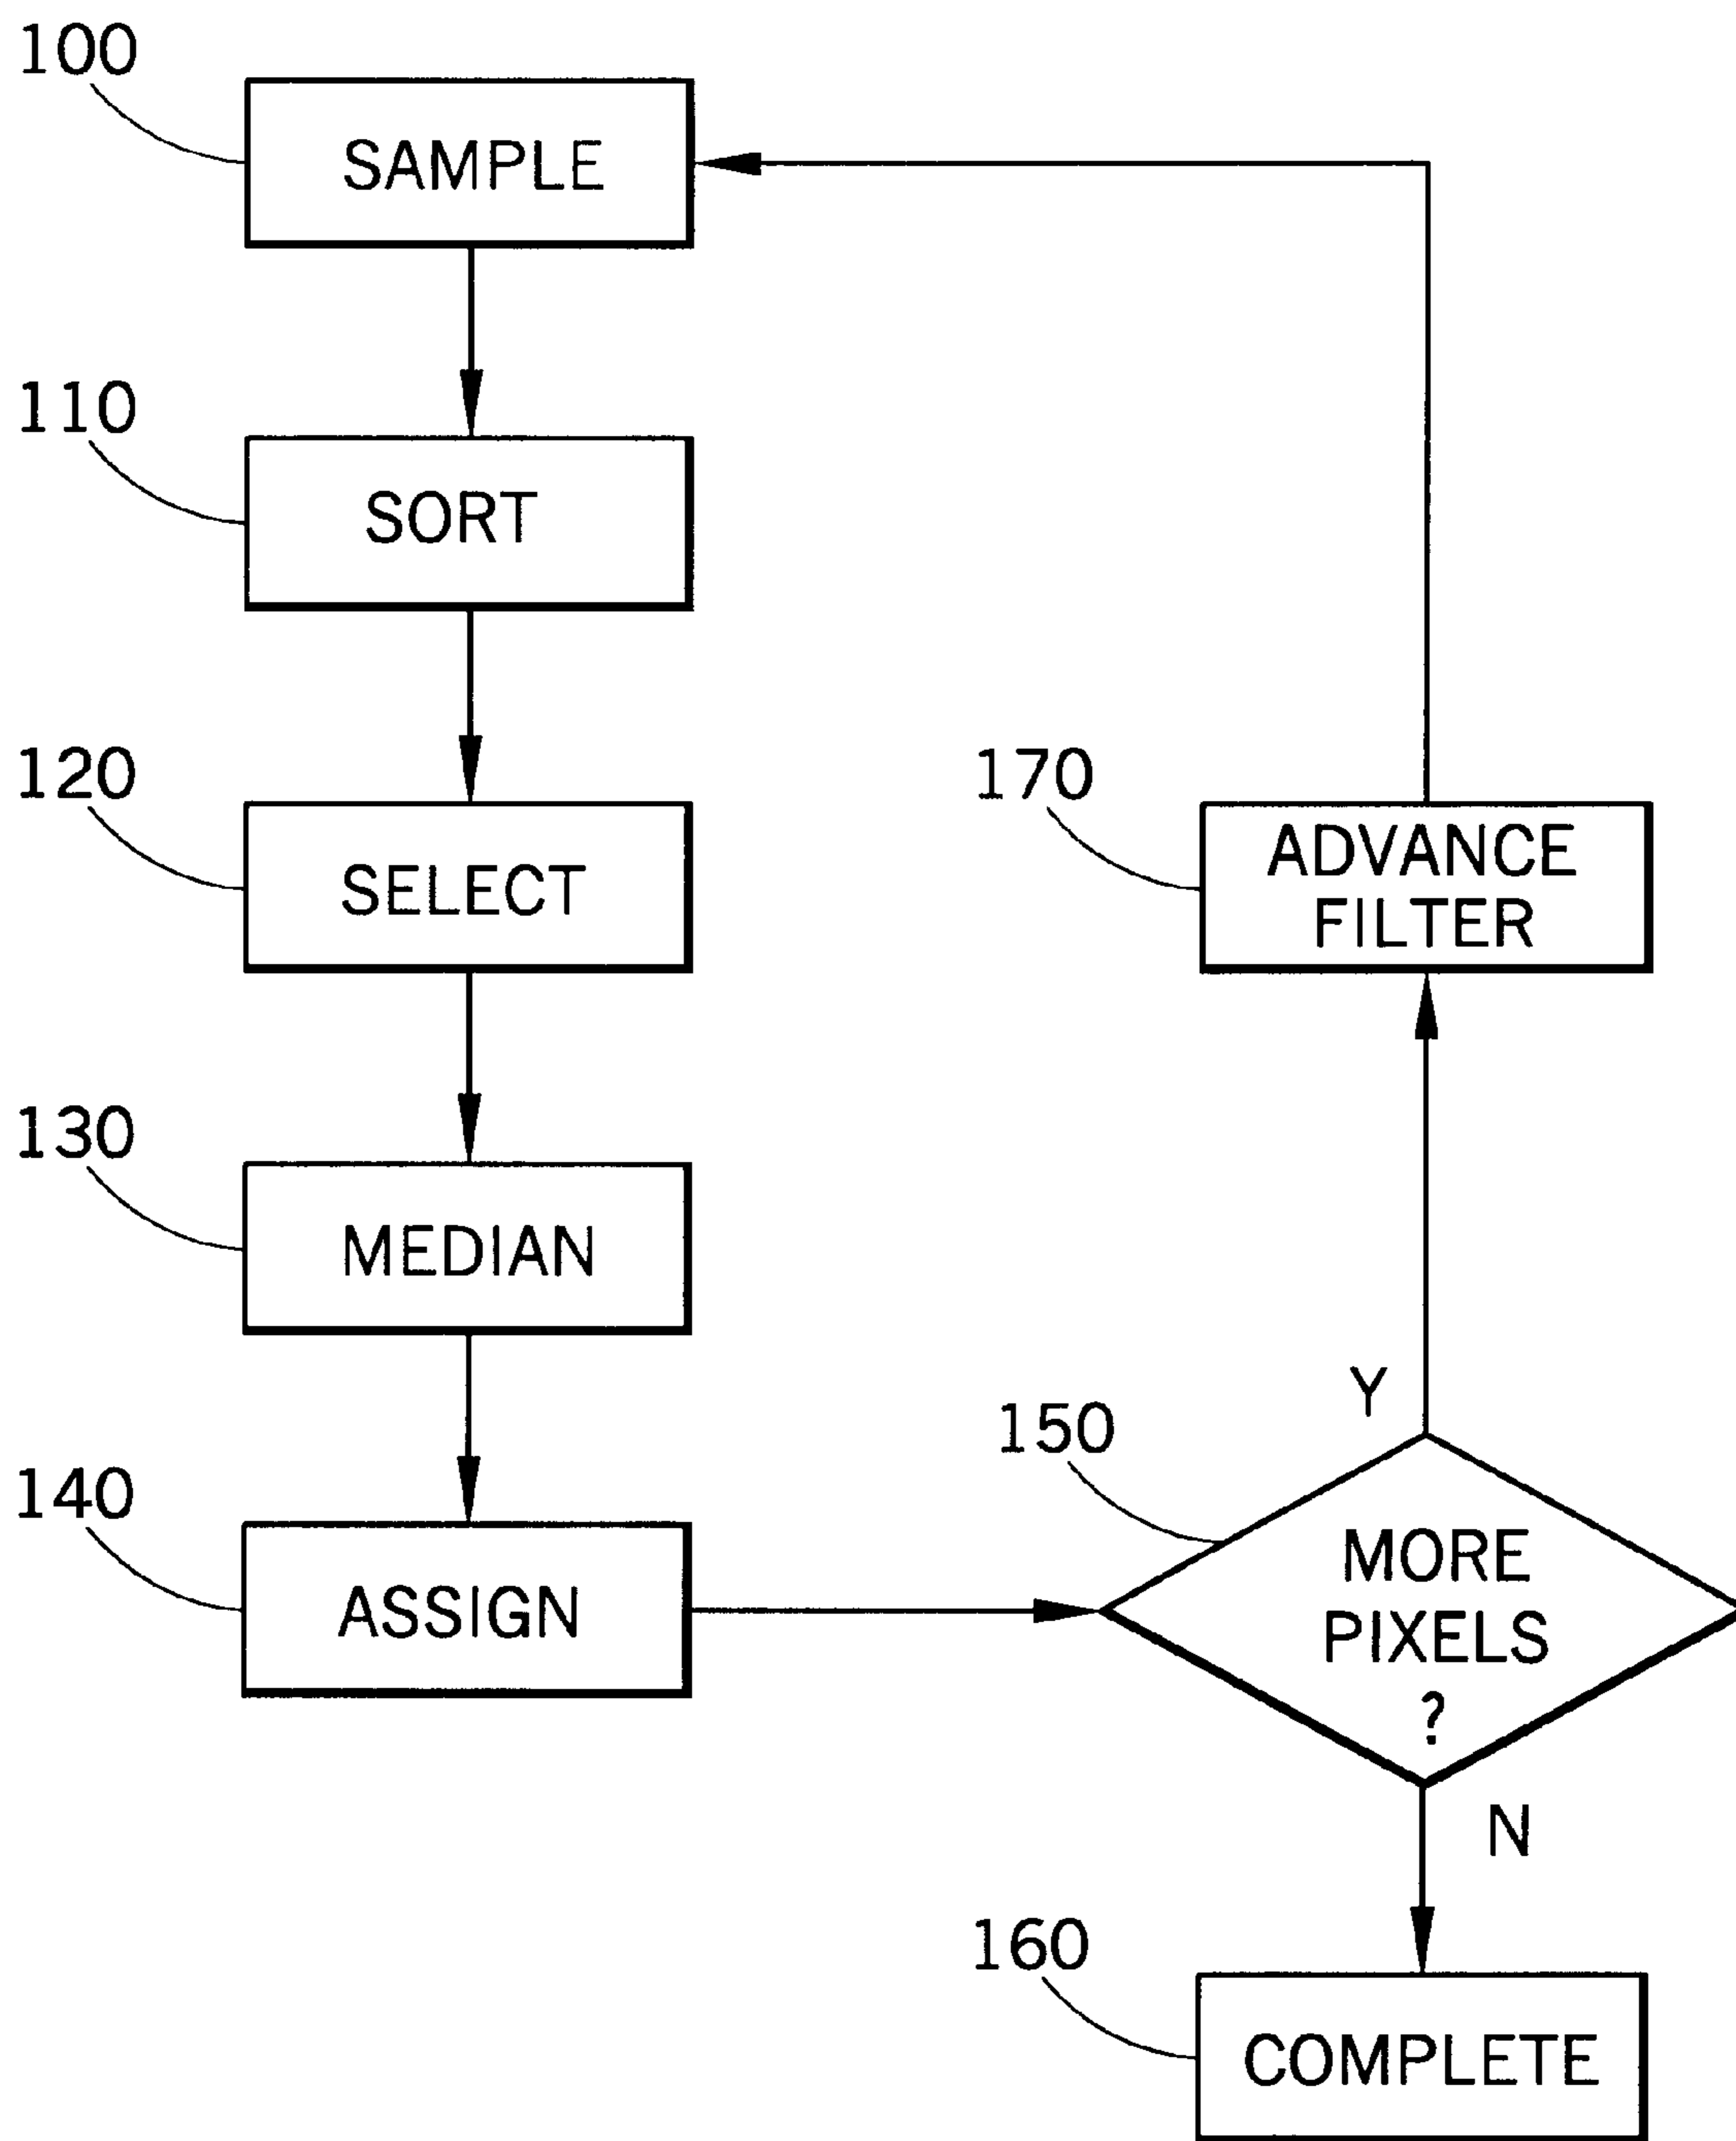 100
SAMPLE
110
SORT
120
SELECT
170
ADVANCE
FILTER
130
MEDIAN
Y
150
140
ASSIGN
MORE
PIXELS
?
N
160
COMPLETE